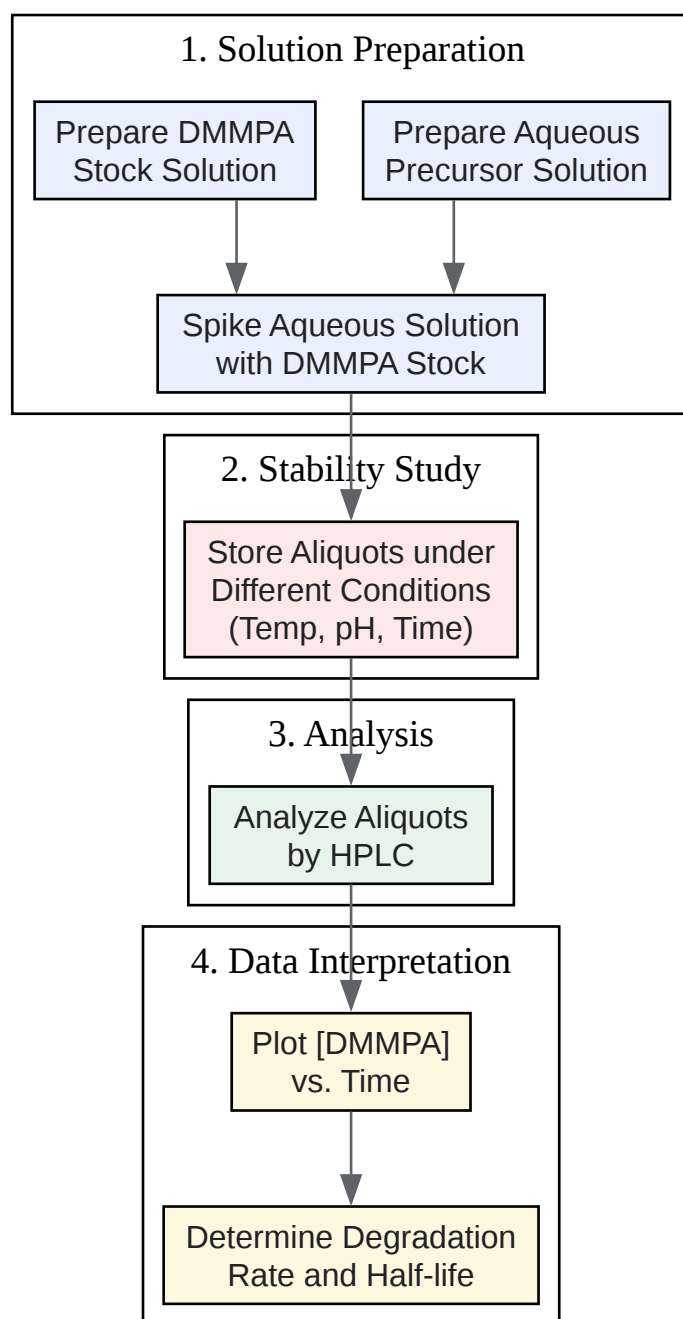 1. Solution Preparation
Prepare DMMPA
Stock Solution
Prepare Aqueous
Precursor Solution
Spike Aqueous Solution
with DMMPA Stock
2. Stability Study
Store Aliquots under
Different Conditions
(Temp, pH, Time)
3. Analysis
Analyze Aliquots
by HPLC
4. Data Interpretation
Plot [DMMPA]
vs. Time
Determine Degradation
Rate and Half-life